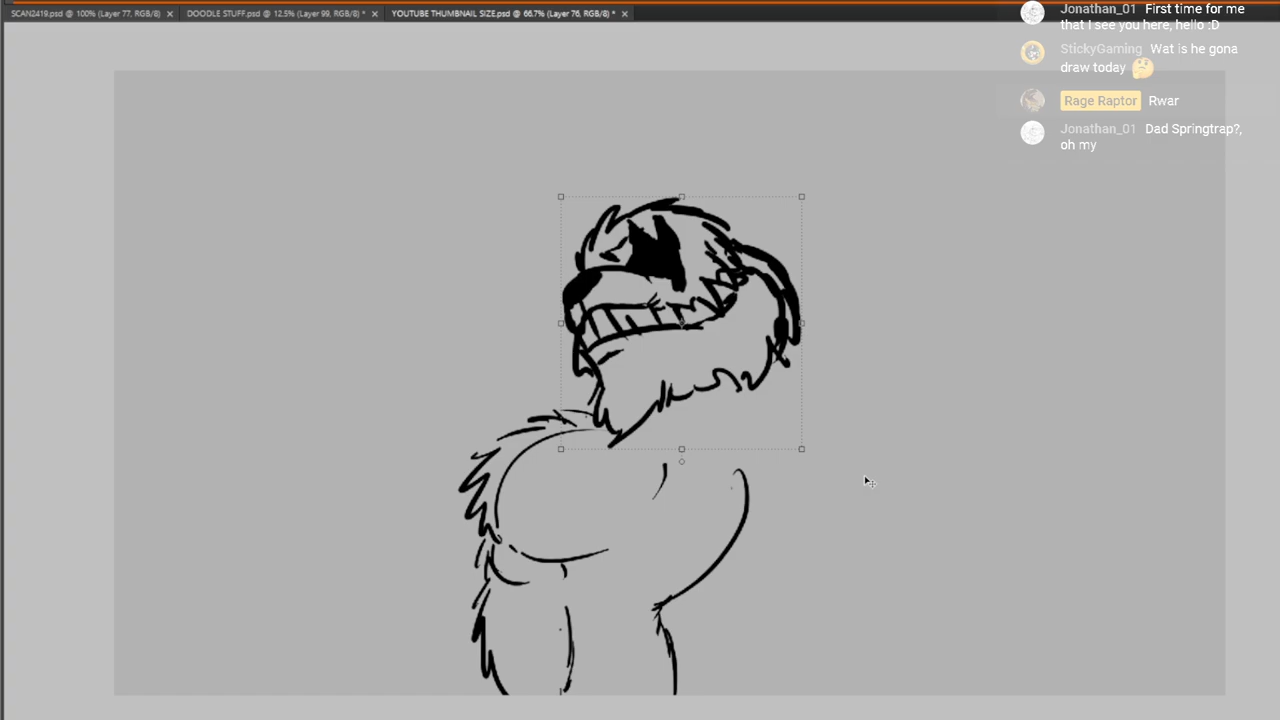 SCAN2419.psd @ 100% (Layer 77, RGB/8)
DOODLE STUFF.psd @ 12.5% (Layer 99, RGB/8) *
YOUTUBE THUMBNAIL SIZE.psd @ 66.7% (Layer 76, RGB/8) *
Jonathan_01 First time for me
that I see you here, hello :D
StickyGaming Wat is he gona
draw today 🤔
Rage Raptor Rwar
Jonathan_01 Dad Springtrap?,
oh my